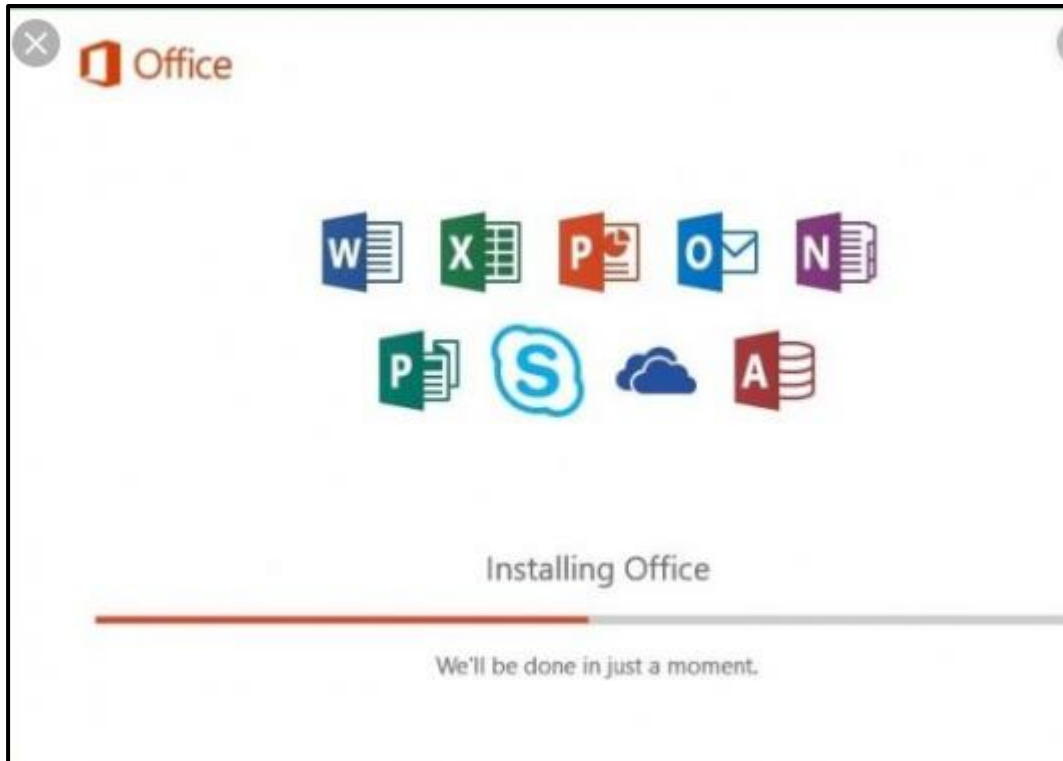 Office
W X P O N
P S A
Installing Office
We'll be done in just a moment.